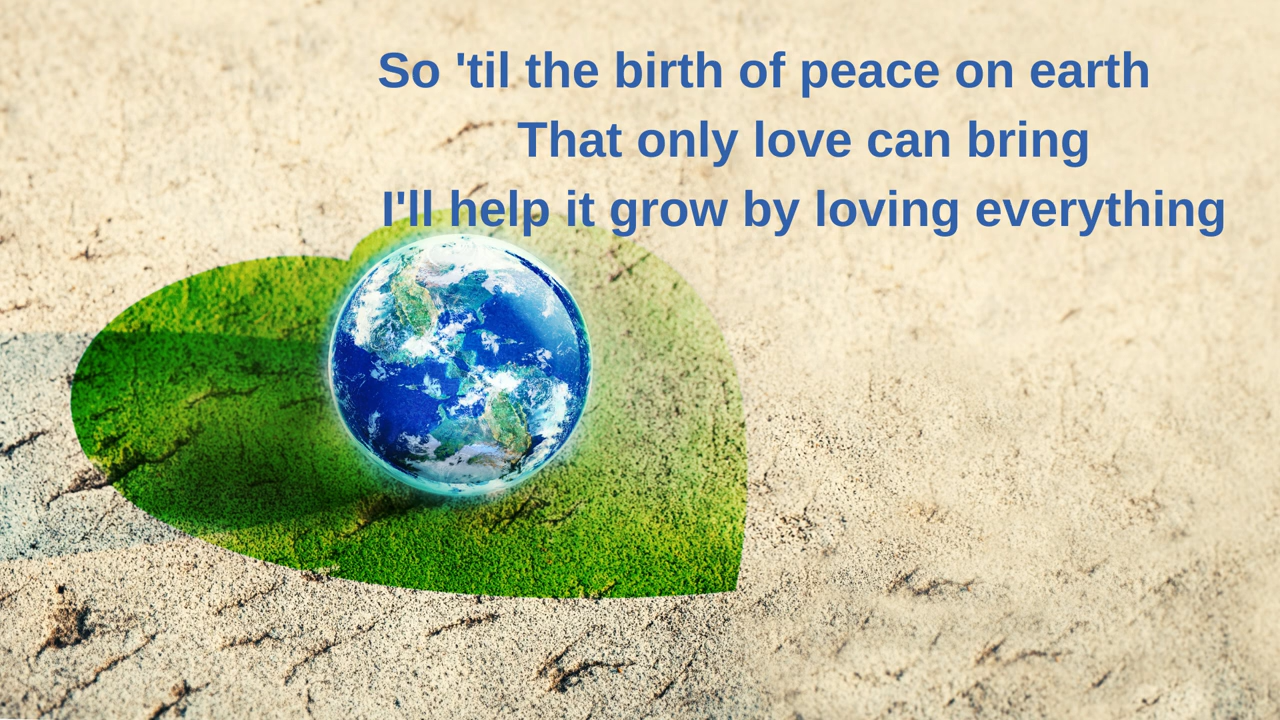 So 'til the birth of peace on earth
That only love can bring
I'll help it grow by loving everything